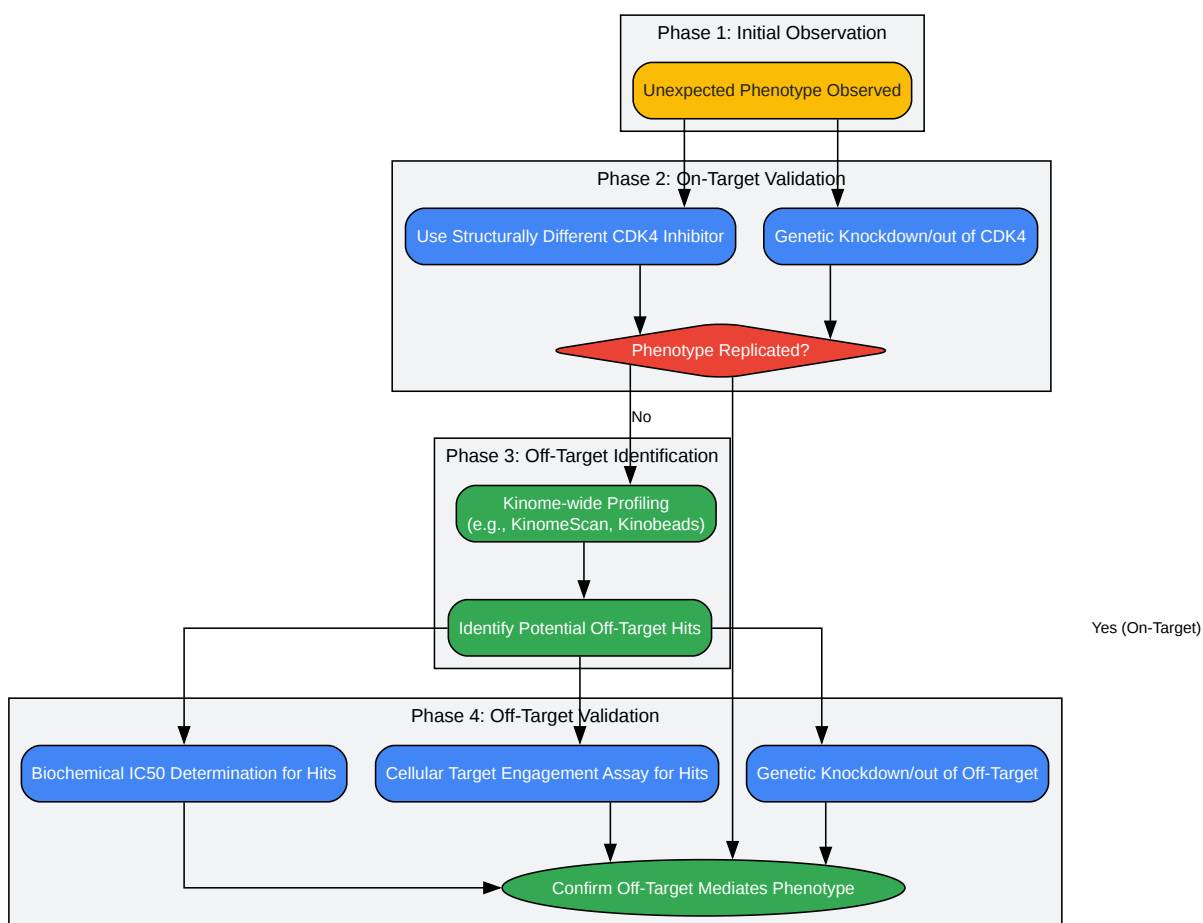 Phase 1: Initial Observation
Unexpected Phenotype Observed
Phase 2: On-Target Validation
Use Structurally Different CDK4 Inhibitor
Genetic Knockdown/out of CDK4
Phenotype Replicated?
No
Phase 3: Off-Target Identification
Kinome-wide Profiling
(e.g., KinomeScan, Kinobeads)
Identify Potential Off-Target Hits
Yes (On-Target)
Phase 4: Off-Target Validation
Biochemical IC50 Determination for Hits
Cellular Target Engagement Assay for Hits
Genetic Knockdown/out of Off-Target
Confirm Off-Target Mediates Phenotype